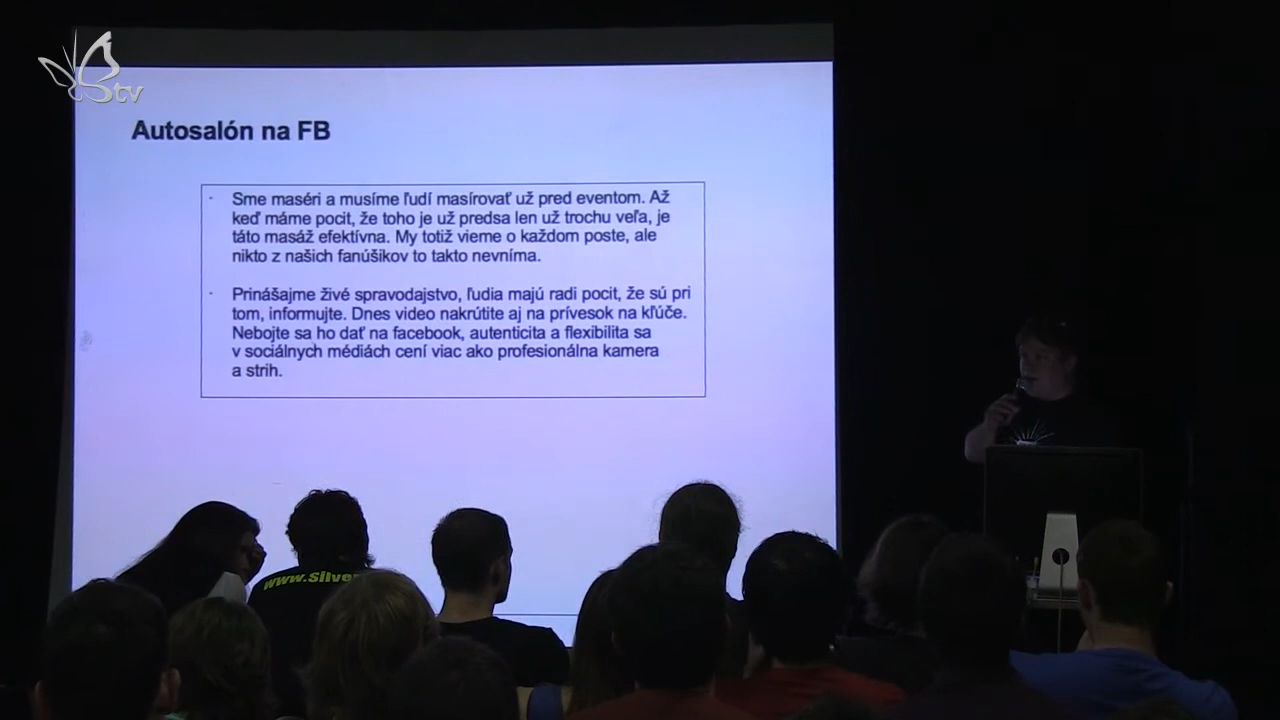 tv
Autosalón na FB
Sme maséri a musíme ľudí masírovať už pred eventom. Až
keď máme pocit, že toho je už predsa len už trochu veľa, je
táto masáž efektívna. My totiž vieme o každom poste, ale
nikto z našich fanúšikov to takto nevníma.
Prinášajme živé spravodajstvo, ľudia majú radi pocit, že sú pri
tom, informujte. Dnes video nakrútite aj na prívesok na kľúče.
Nebojte sa ho dať na facebook, autenticita a flexibilita sa
v sociálnych médiách cení viac ako profesionálna kamera
a strih.
www.silver